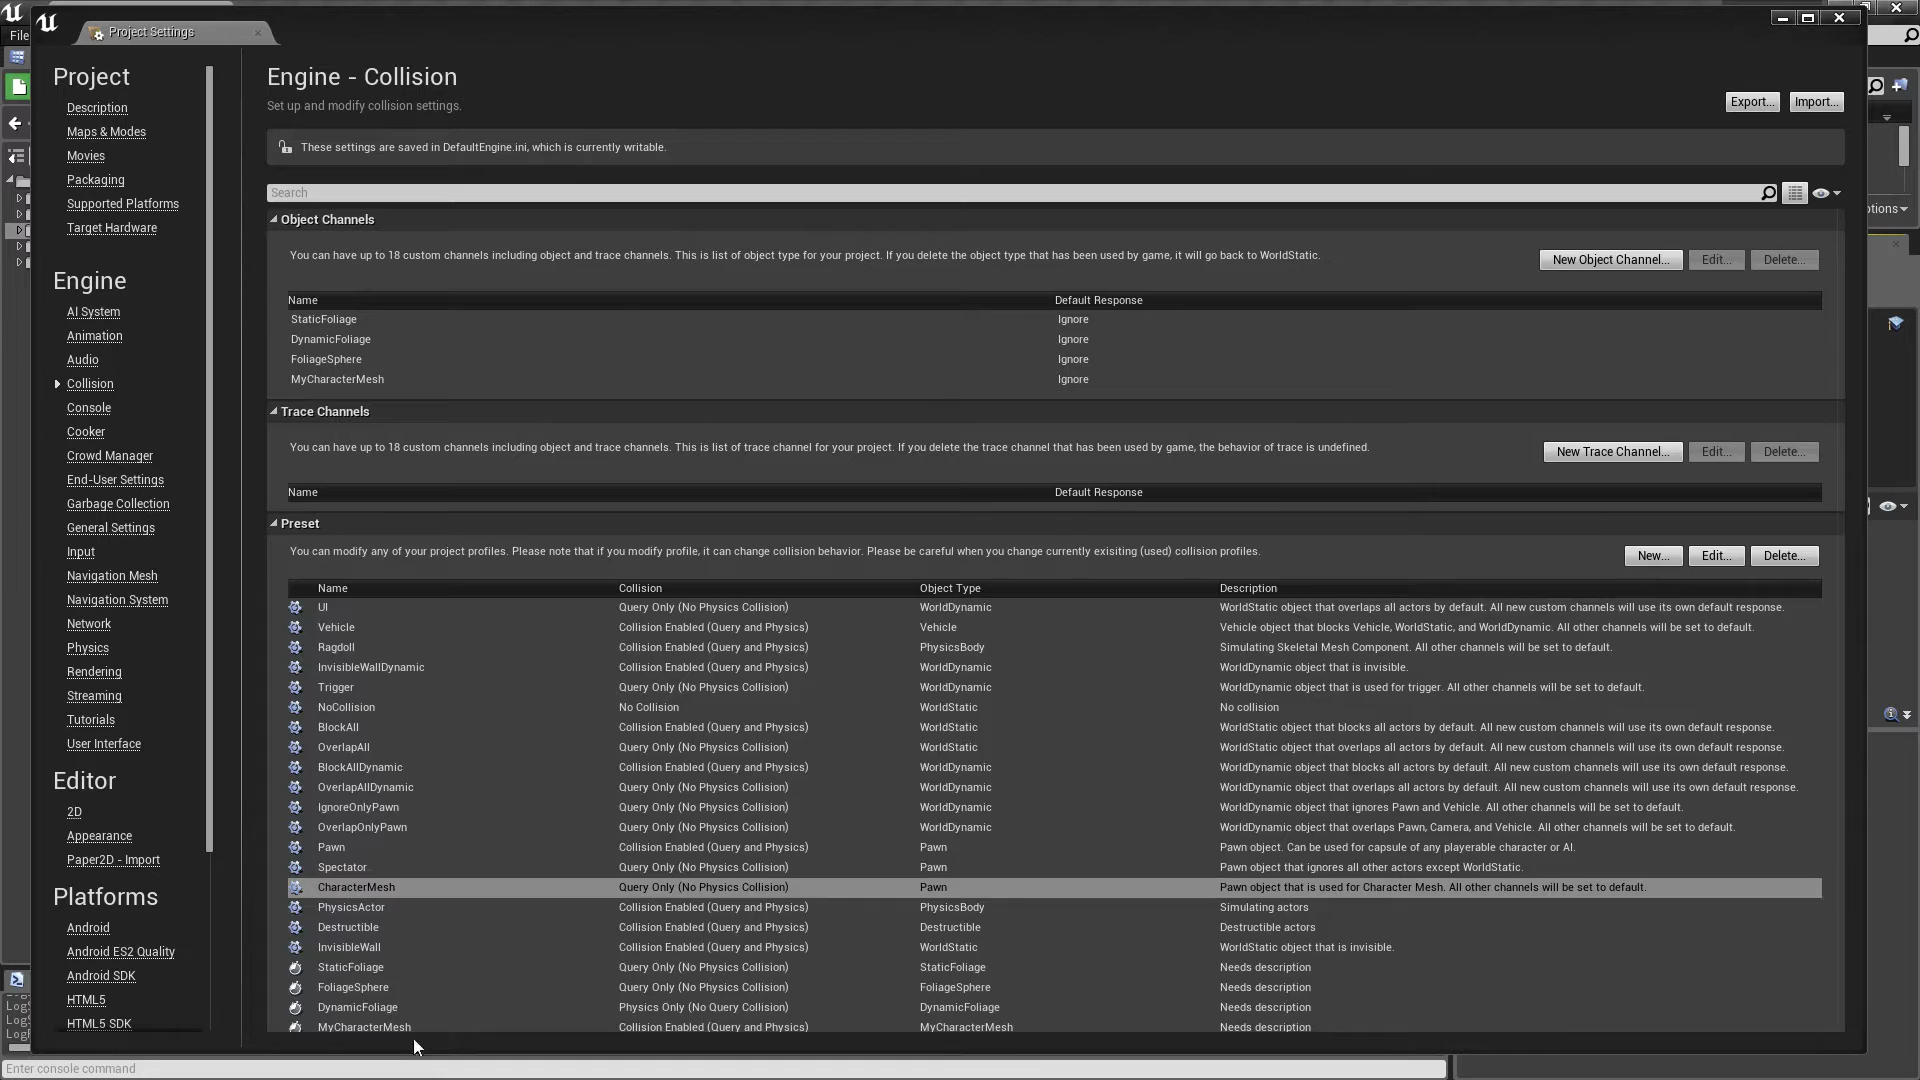 Project Settings
File
Project
Description
Maps & Modes
Movies
Packaging
Supported Platforms
Target Hardware
Engine
AI System
Animation
Audio
Collision
Console
Cooker
Crowd Manager
End-User Settings
Garbage Collection
General Settings
Input
Navigation Mesh
Navigation System
Network
Physics
Rendering
Streaming
Tutorials
User Interface
Editor
2D
Appearance
Paper2D - Import
Platforms
Android
Android ES2 Quality
Android SDK
HTML5
HTML5 SDK
Engine - Collision
Set up and modify collision settings.
Export... Import...
These settings are saved in DefaultEngine.ini, which is currently writable.
Search
Object Channels
You can have up to 18 custom channels including object and trace channels. This is list of object type for your project. If you delete the object type that has been used by game, it will go back to WorldStatic.
New Object Channel... Edit... Delete...
Name Default Response
StaticFoliage Ignore
DynamicFoliage Ignore
FoliageSphere Ignore
MyCharacterMesh Ignore
Trace Channels
You can have up to 18 custom channels including object and trace channels. This is list of trace channel for your project. If you delete the trace channel that has been used by game, the behavior of trace is undefined.
New Trace Channel... Edit... Delete...
Name Default Response
Preset
You can modify any of your project profiles. Please note that if you modify profile, it can change collision behavior. Please be careful when you change currently exisiting (used) collision profiles.
New... Edit... Delete...
Name Collision Object Type Description
UI Query Only (No Physics Collision) WorldDynamic WorldStatic object that overlaps all actors by default. All new custom channels will use its own default response.
Vehicle Collision Enabled (Query and Physics) Vehicle Vehicle object that blocks Vehicle, WorldStatic, and WorldDynamic. All other channels will be set to default.
Ragdoll Collision Enabled (Query and Physics) PhysicsBody Simulating Skeletal Mesh Component. All other channels will be set to default.
InvisibleWallDynamic Collision Enabled (Query and Physics) WorldDynamic WorldDynamic object that is invisible.
Trigger Query Only (No Physics Collision) WorldDynamic WorldDynamic object that is used for trigger. All other channels will be set to default.
NoCollision No Collision WorldStatic No collision
BlockAll Collision Enabled (Query and Physics) WorldStatic WorldStatic object that blocks all actors by default. All new custom channels will use its own default response.
OverlapAll Query Only (No Physics Collision) WorldStatic WorldStatic object that overlaps all actors by default. All new custom channels will use its own default response.
BlockAllDynamic Collision Enabled (Query and Physics) WorldDynamic WorldDynamic object that blocks all actors by default. All new custom channels will use its own default response.
OverlapAllDynamic Query Only (No Physics Collision) WorldDynamic WorldDynamic object that overlaps all actors by default. All new custom channels will use its own default response.
IgnoreOnlyPawn Query Only (No Physics Collision) WorldDynamic WorldDynamic object that ignores Pawn and Vehicle. All other channels will be set to default.
OverlapOnlyPawn Query Only (No Physics Collision) WorldDynamic WorldDynamic object that overlaps Pawn, Camera, and Vehicle. All other channels will be set to default.
Pawn Collision Enabled (Query and Physics) Pawn Pawn object. Can be used for capsule of any playerable character or AI.
Spectator Query Only (No Physics Collision) Pawn Pawn object that ignores all other actors except WorldStatic.
CharacterMesh Query Only (No Physics Collision) Pawn Pawn object that is used for Character Mesh. All other channels will be set to default.
PhysicsActor Collision Enabled (Query and Physics) PhysicsBody Simulating actors
Destructible Collision Enabled (Query and Physics) Destructible Destructible actors
InvisibleWall Collision Enabled (Query and Physics) WorldStatic WorldStatic object that is invisible.
StaticFoliage Query Only (No Physics Collision) StaticFoliage Needs description
FoliageSphere Query Only (No Physics Collision) FoliageSphere Needs description
DynamicFoliage Physics Only (No Query Collision) DynamicFoliage Needs description
MyCharacterMesh Collision Enabled (Query and Physics) MyCharacterMesh Needs description
Enter console command